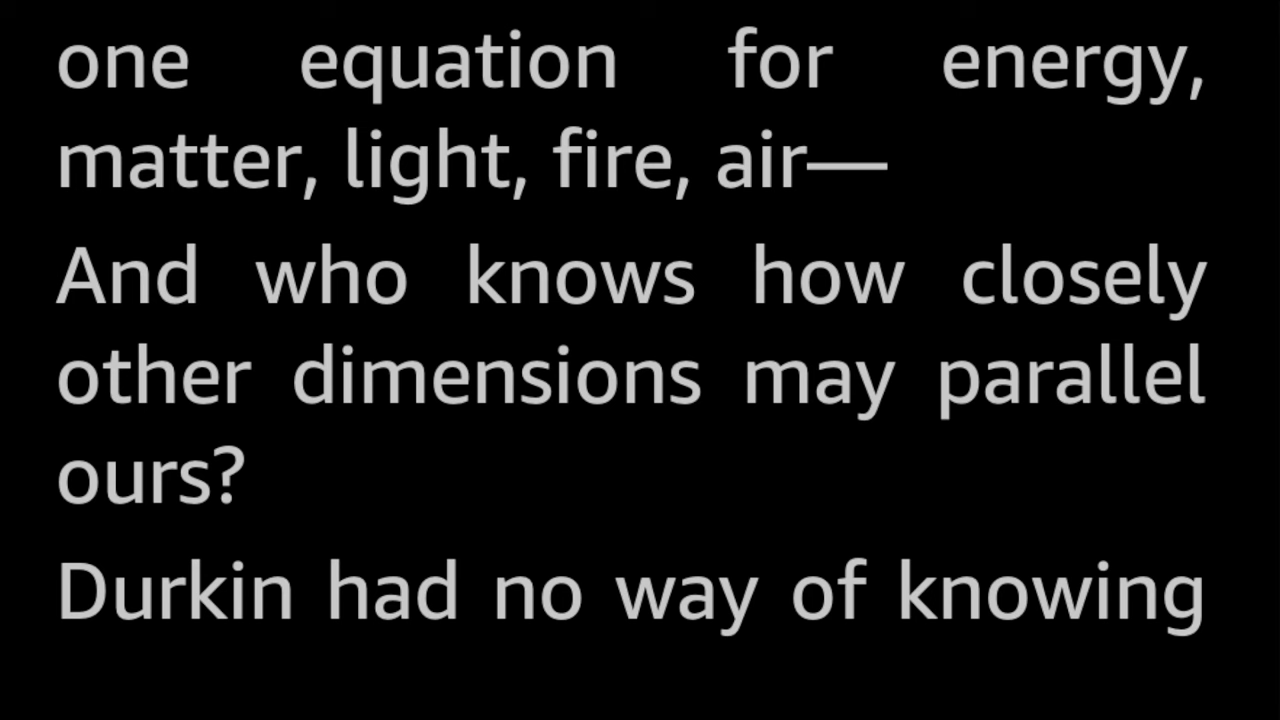 one equation for energy,
matter, light, fire, air—
And who knows how closely
other dimensions may parallel
ours?
Durkin had no way of knowing